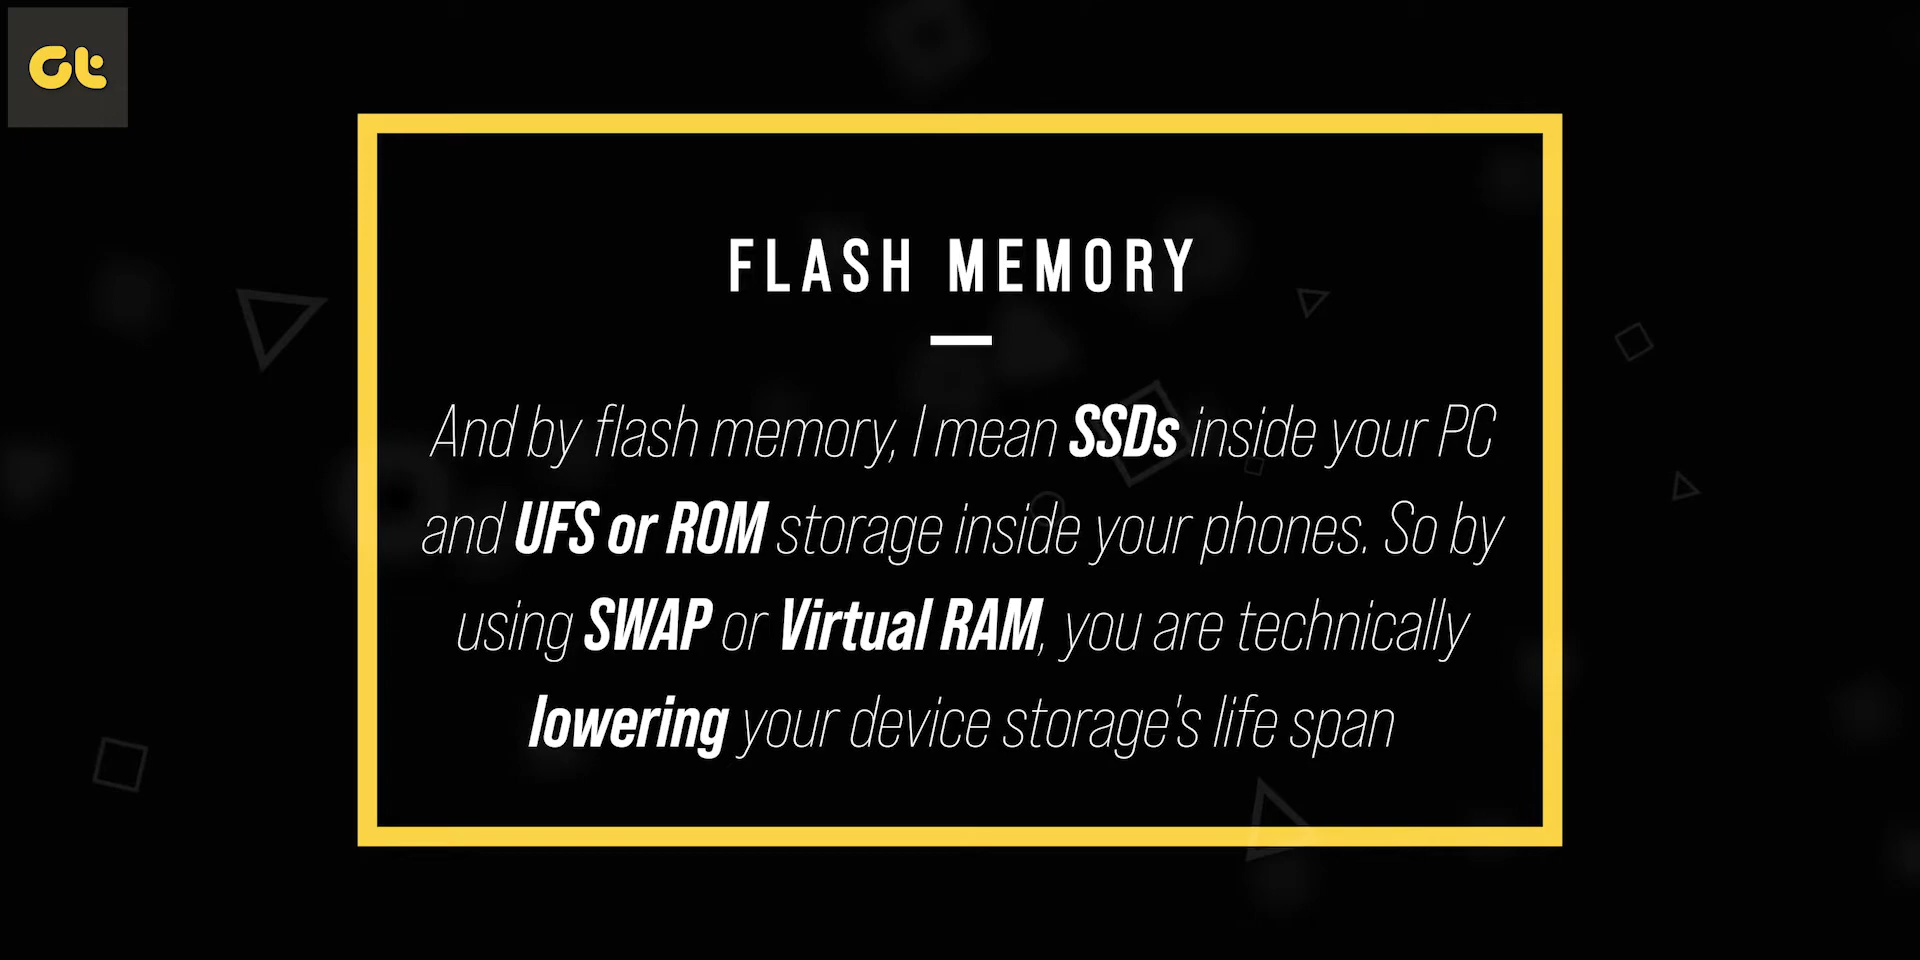 Gt
FLASH MEMORY
And by flash memory, I mean SSDs inside your PC
and UFS or ROM storage inside your phones. So by
using SWAP or Virtual RAM, you are technically
lowering your device storage's life span